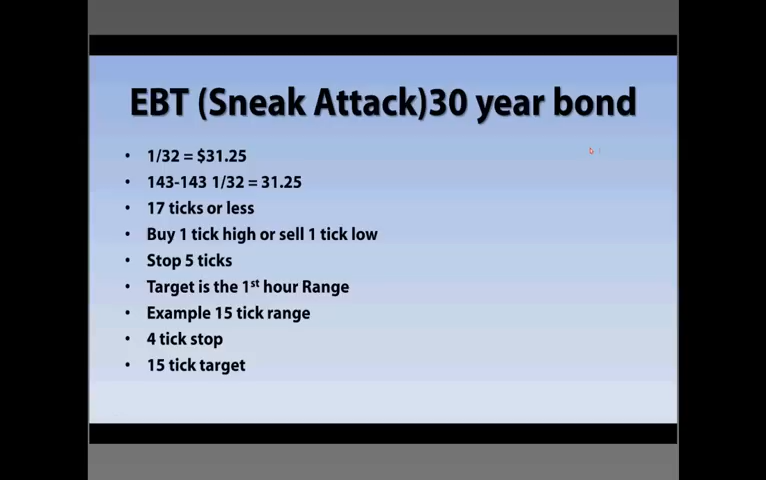 EBT (Sneak Attack)30 year bond
• 1/32 = $31.25
• 143-143 1/32 = 31.25
• 17 ticks or less
• Buy 1 tick high or sell 1 tick low
• Stop 5 ticks
• Target is the 1st hour Range
• Example 15 tick range
• 4 tick stop
• 15 tick target